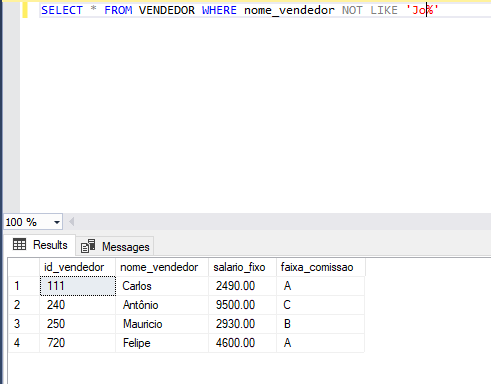 SELECT * FROM VENDEDOR WHERE nome_vendedor NOT LIKE 'Jo%'
100 %
Results Messages
id_vendedor nome_vendedor salario_fixo faixa_comissao
1 111 Carlos 2490.00 A
2 240 Antônio 9500.00 C
3 250 Mauricio 2930.00 B
4 720 Felipe 4600.00 A